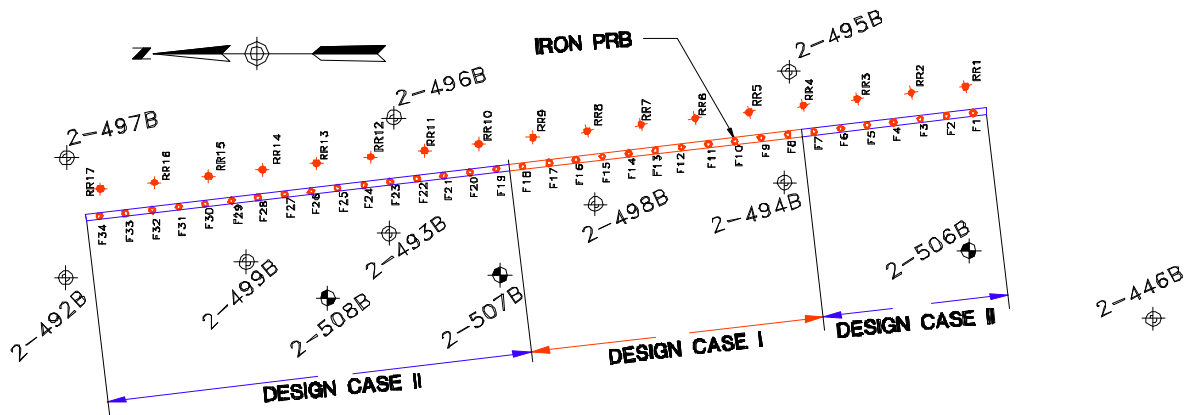 N
IRON PRB
2-495B
2-496B
2-497B
RR17
RR16
RR15
RR14
RR13
RR12
RR11
RR10
RR9
RR8
RR7
RR6
RR5
RR4
RR3
RR2
RR1
F34
F33
F32
F31
F30
F29
F28
F27
F26
F25
F24
F23
F22
F21
F20
F19
F18
F17
F16
F15
F14
F13
F12
F11
F10
F9
F8
F7
F6
F5
F4
F3
F2
F1
2-492B
2-499B
2-508B
2-493B
2-507B
2-498B
2-494B
2-506B
2-446B
DESIGN CASE II
DESIGN CASE I
DESIGN CASE III